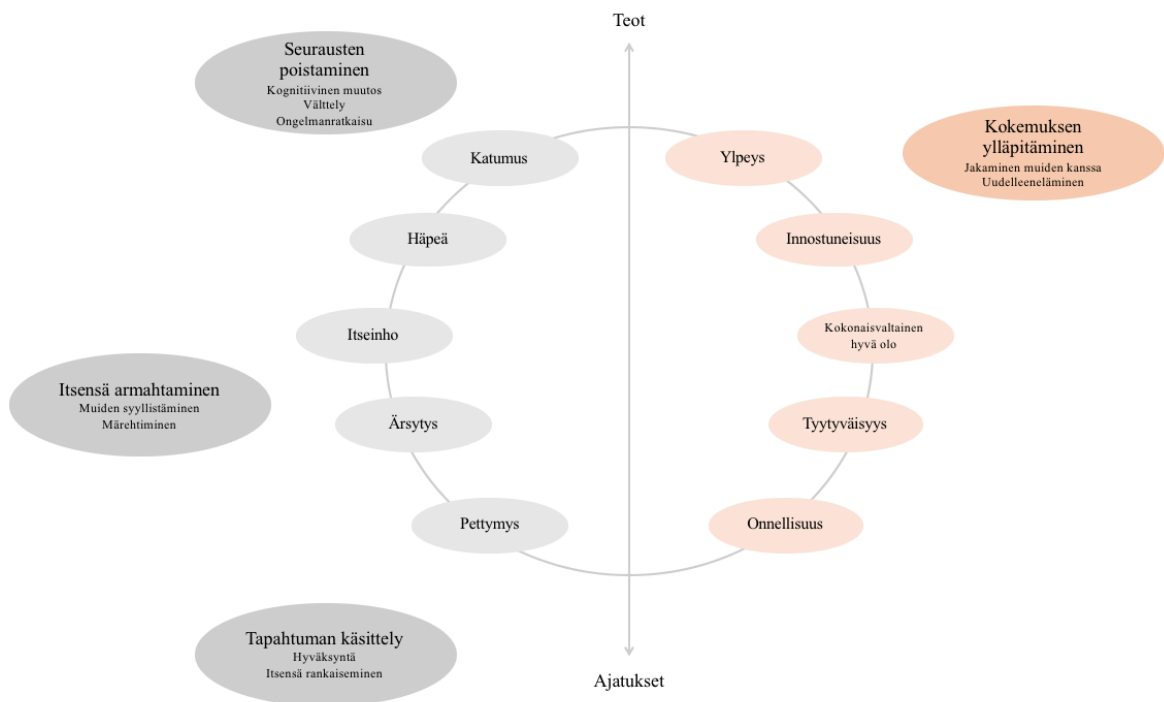 Teot
Seurausten
poistaminen
Kognitiivinen muutos
Välttely
Ongelmanratkaisu
Kokemuksen
ylläpitäminen
Jakaminen muiden kanssa
Uudelleeneläminen
Katumus
Ylpeys
Häpeä
Innostuneisuus
Itseinho
Kokonaisvaltainen
hyvä olo
Itsensä armahtaminen
Muiden syyllistäminen
Märehtiminen
Ärsytys
Tyytyväisyys
Pettymys
Onnellisuus
Tapahtuman käsittely
Hyväksyntä
Itsensä rankaiseminen
Ajatukset